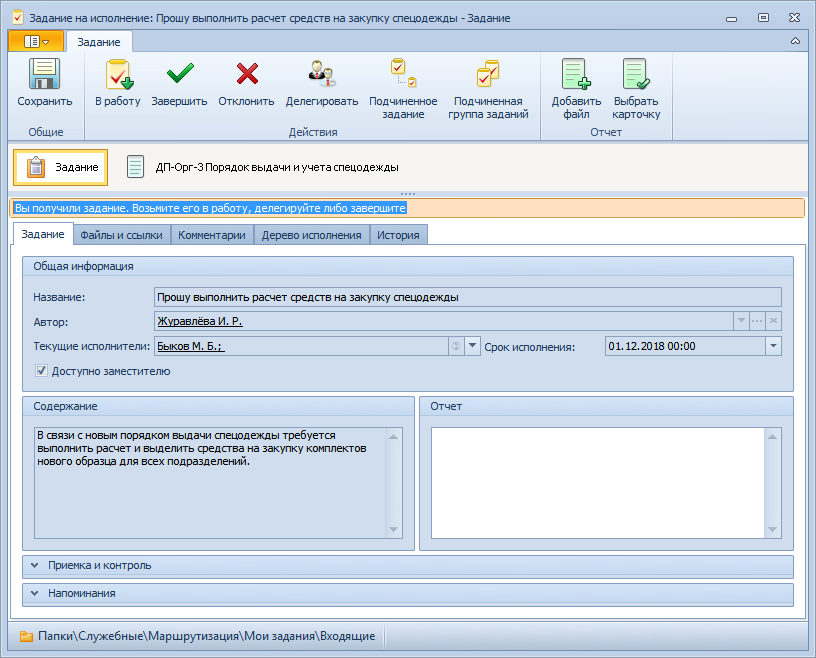 Задание на исполнение: Прошу выполнить расчет средств на закупку спецодежды - Задание
Задание
Сохранить
В работу
Завершить
Отклонить
Делегировать
Подчиненное
задание
Подчиненная
группа заданий
Добавить
файл
Выбрать
карточку
Общие
Действия
Отчет
Задание
ДП-Орг-3 Порядок выдачи и учета спецодежды
Вы получили задание. Возьмите его в работу, делегируйте либо завершите
Задание
Файлы и ссылки
Комментарии
Дерево исполнения
История
Общая информация
Название:
Прошу выполнить расчет средств на закупку спецодежды
Автор:
Журавлёва И. Р.
Текущие исполнители:
Быков М. Б.;
Срок исполнения:
01.12.2018 00:00
Доступно заместителю
Содержание
В связи с новым порядком выдачи спецодежды требуется
выполнить расчет и выделить средства на закупку комплектов
нового образца для всех подразделений.
Отчет
Приемка и контроль
Напоминания
Папки\Служебные\Маршрутизация\Мои задания\Входящие